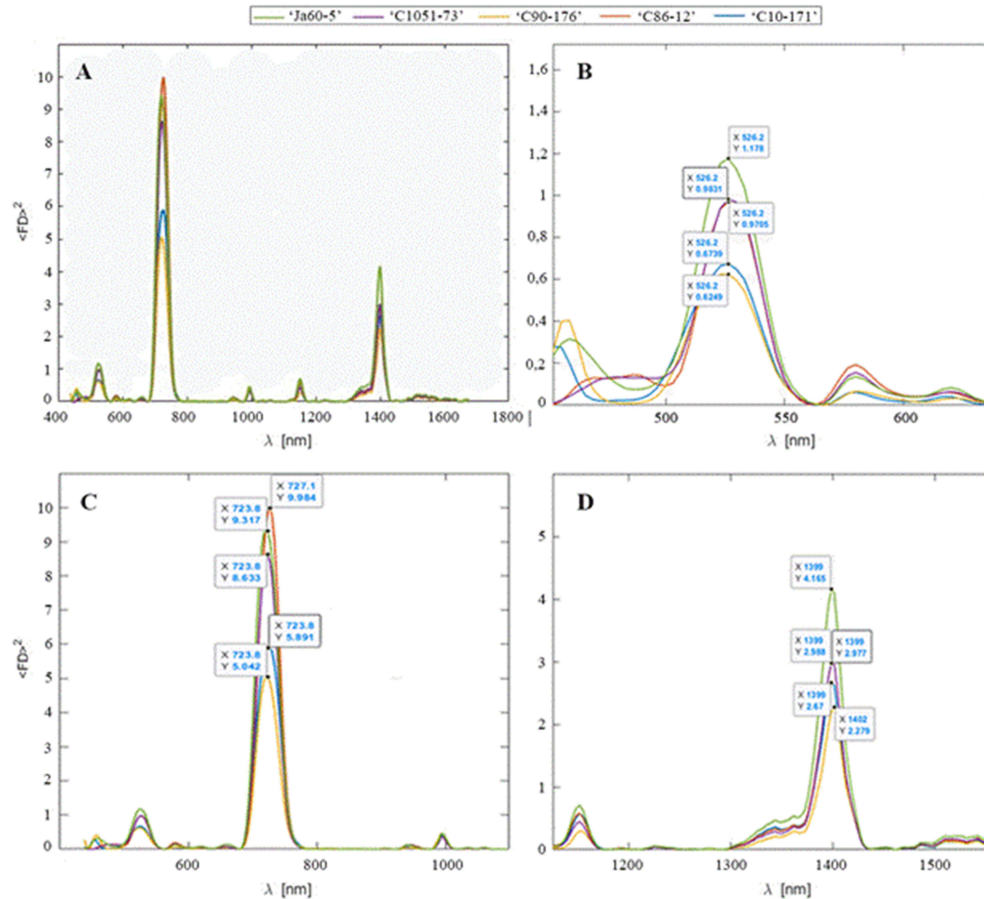 ‘Ja60-5’ ‘C1051-73’ ‘C90-176’ ‘C86-12’ ‘C10-171’
A
10
9
8
7
6
5
4
3
2
1
0
<FD>²
400 600 800 1000 1200 1400 1600 1800
λ [nm]
B
1,6
1,4
1,2
1
0,8
0,6
0,4
0,2
0
X 526.2
Y 1.178
X 526.2
Y 0.9831
X 526.2
Y 0.9705
X 526.2
Y 0.6739
X 526.2
Y 0.6249
500 550 600
λ [nm]
C
10
9
8
7
6
5
4
3
2
1
0
<FD>²
X 727.1
Y 9.984
X 723.8
Y 9.317
X 723.8
Y 8.633
X 723.8
Y 5.891
X 723.8
Y 5.042
600 800 1000
λ [nm]
D
5
4
3
2
1
0
X 1399
Y 4.165
X 1399
Y 2.988
X 1399
Y 2.977
X 1399
Y 2.67
X 1402
Y 2.279
1200 1300 1400 1500
λ [nm]